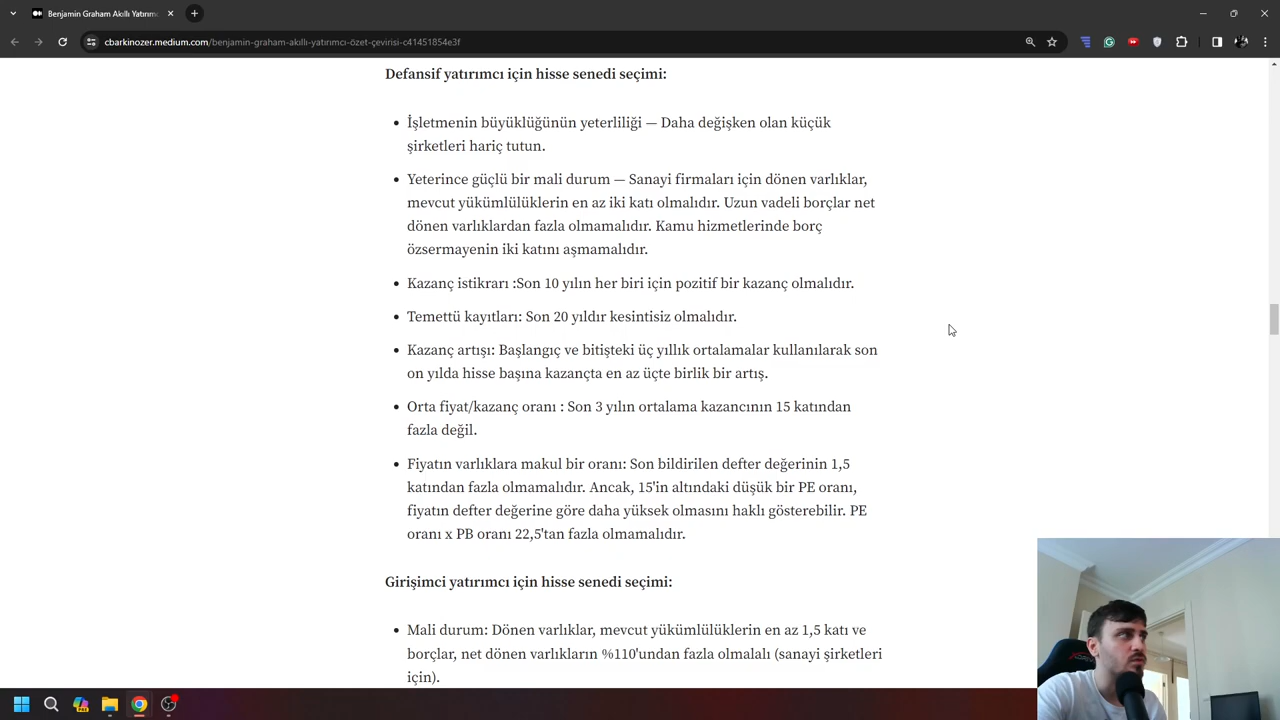 Benjamin Graham Akıllı Yatırımc
cbarkinozer.medium.com/benjamin-graham-akıllı-yatırımcı-özet-çevirisi-c41451854e3f
Defansif yatırımcı için hisse senedi seçimi:
• İşletmenin büyüklüğünün yeterliliği — Daha değişken olan küçük
şirketleri hariç tutun.
• Yeterince güçlü bir mali durum — Sanayi firmaları için dönen varlıklar,
mevcut yükümlülüklerin en az iki katı olmalıdır. Uzun vadeli borçlar net
dönen varlıklardan fazla olmamalıdır. Kamu hizmetlerinde borç
özsermayenin iki katını aşmamalıdır.
• Kazanç istikrarı :Son 10 yılın her biri için pozitif bir kazanç olmalıdır.
• Temettü kayıtları: Son 20 yıldır kesintisiz olmalıdır.
• Kazanç artışı: Başlangıç ve bitişteki üç yıllık ortalamalar kullanılarak son
on yılda hisse başına kazançta en az üçte birlik bir artış.
• Orta fiyat/kazanç oranı : Son 3 yılın ortalama kazancının 15 katından
fazla değil.
• Fiyatın varlıklara makul bir oranı: Son bildirilen defter değerinin 1,5
katından fazla olmamalıdır. Ancak, 15'in altındaki düşük bir PE oranı,
fiyatın defter değerine göre daha yüksek olmasını haklı gösterebilir. PE
oranı x PB oranı 22,5'tan fazla olmamalıdır.
Girişimci yatırımcı için hisse senedi seçimi:
• Mali durum: Dönen varlıklar, mevcut yükümlülüklerin en az 1,5 katı ve
borçlar, net dönen varlıkların %110'undan fazla olmalalı (sanayi şirketleri
için).